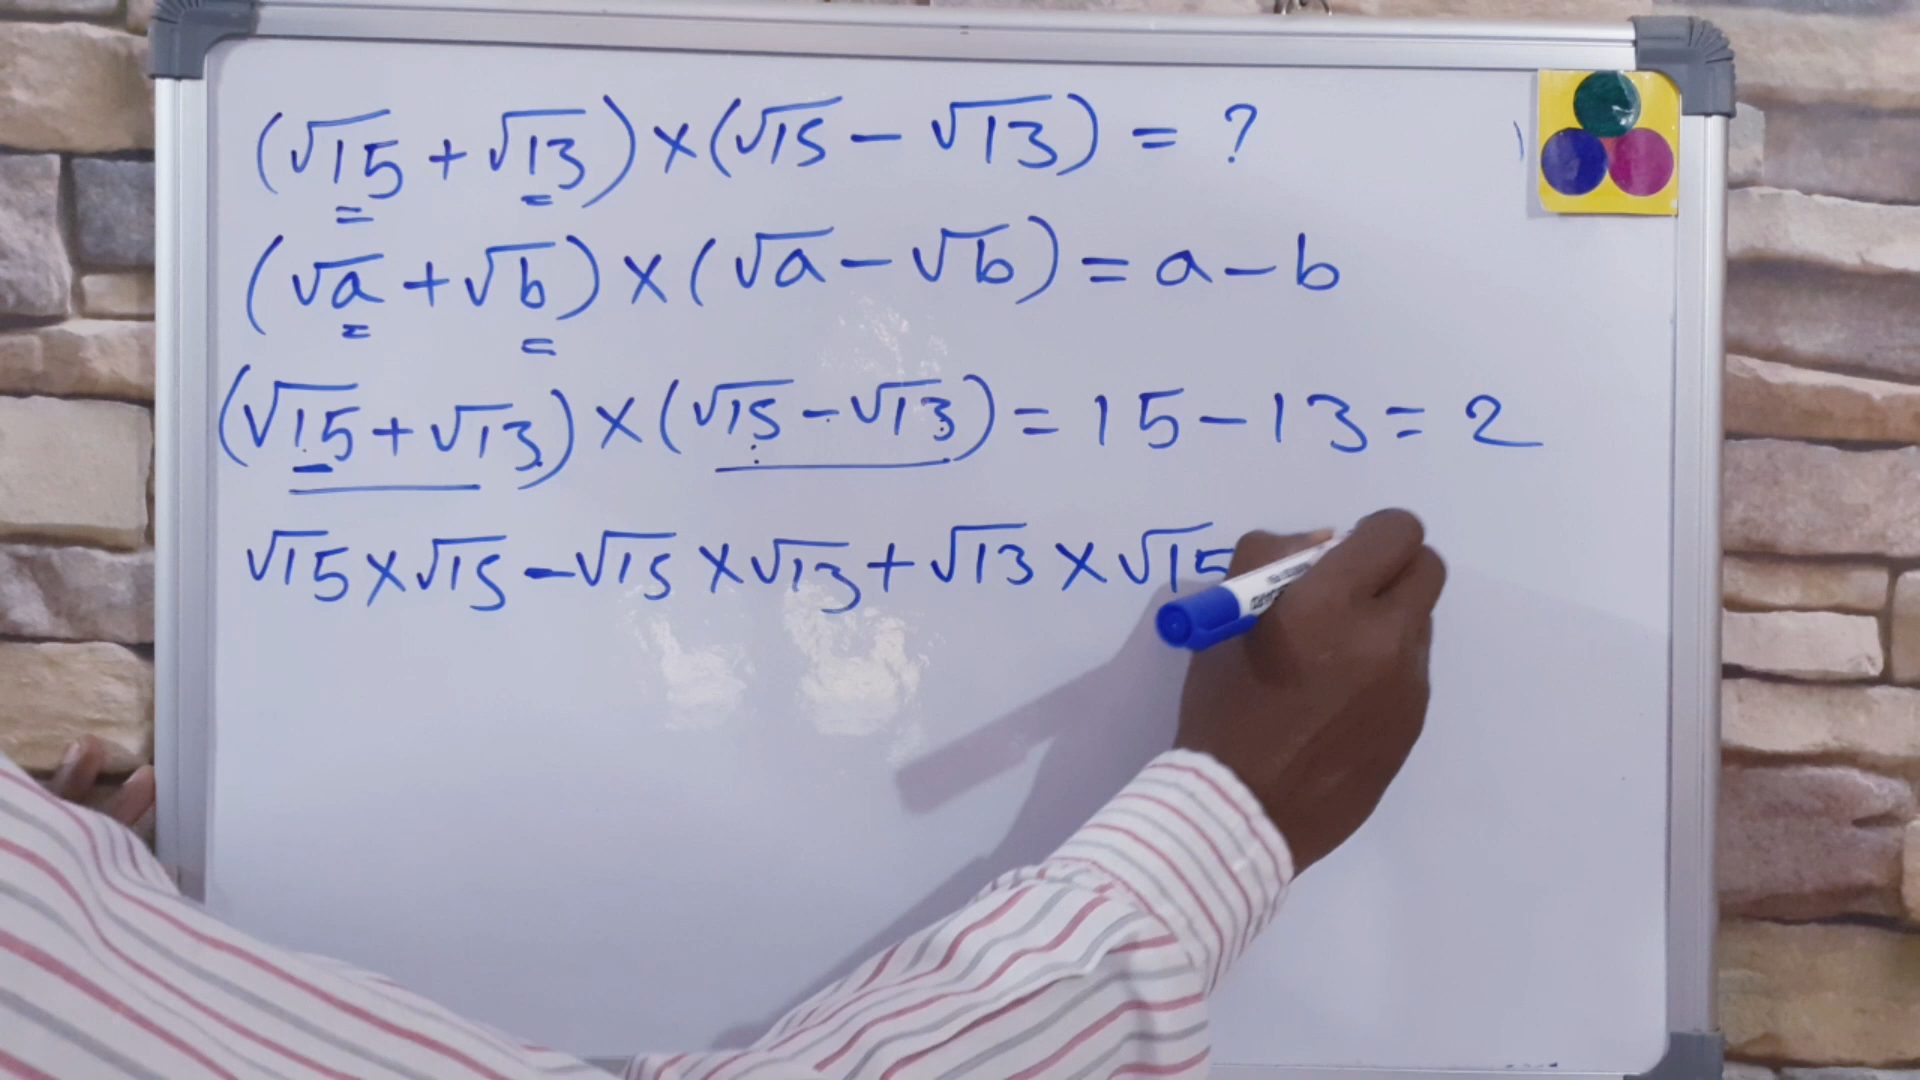 (√15 + √13) × (√15 − √13) = ?
(√a + √b) × (√a − √b) = a − b
(√15 + √13) × (√15 − √13) = 15 − 13 = 2
√15 × √15 − √15 × √13 + √13 × √15